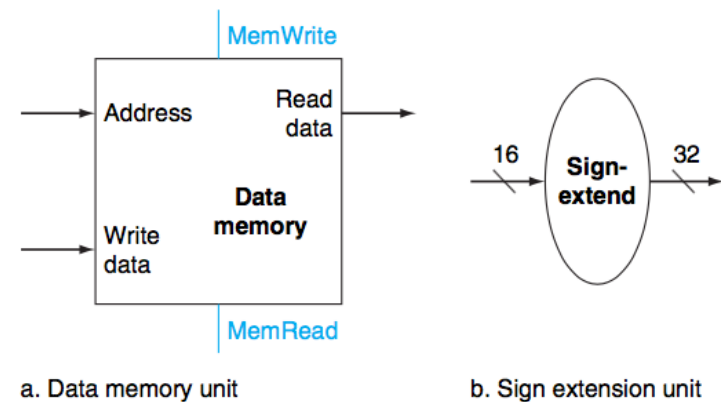 MemWrite
Address
Read
data
Data
memory
Write
data
MemRead
16
Sign-
extend
32
a. Data memory unit
b. Sign extension unit